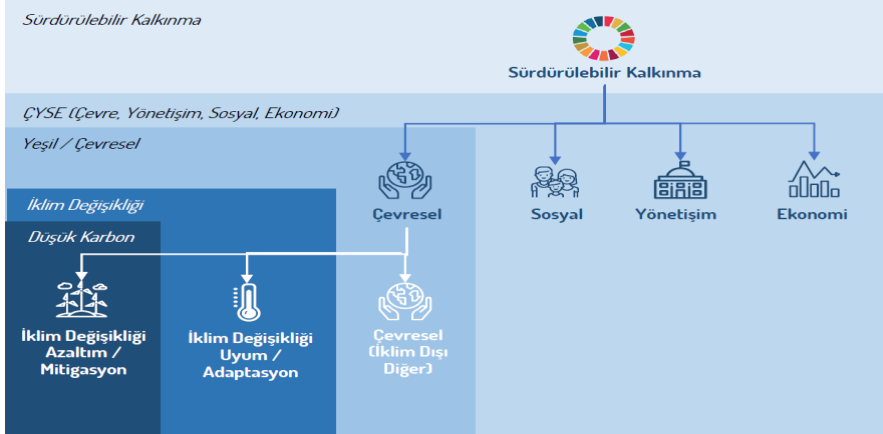 Sürdürülebilir Kalkınma
Sürdürülebilir Kalkınma
ÇYSE (Çevre, Yönetişim, Sosyal, Ekonomi)
Yeşil / Çevresel
Çevresel
Sosyal
Yönetişim
Ekonomi
İklim Değişikliği
Düşük Karbon
İklim Değişikliği
Azaltım /
Mitigasyon
İklim Değişikliği
Uyum /
Adaptasyon
Çevresel
(İklim Dışı
Diğer)